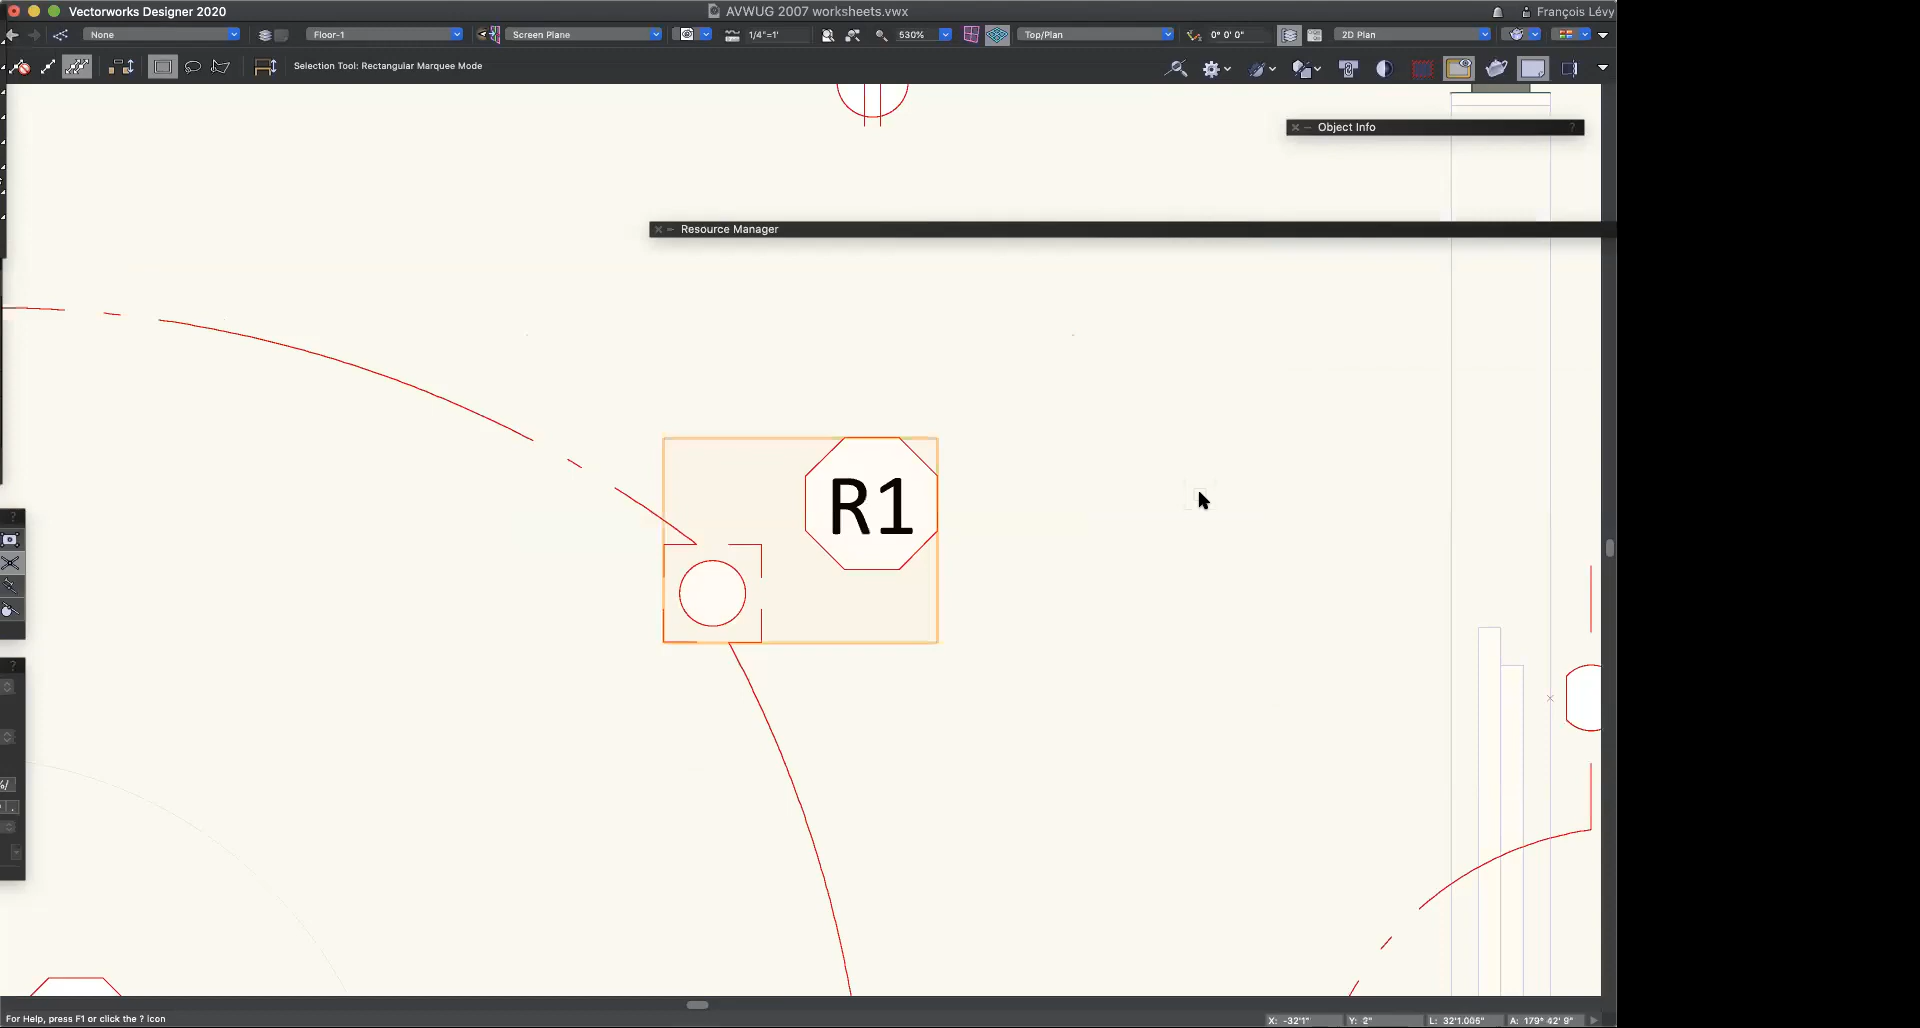 Vectorworks Designer 2020
AVWUG 2007 worksheets.vwx
François Lévy
None
Floor-1
Screen Plane
1/4"=1'
530%
Top/Plan
0° 0' 0"
2D Plan
Selection Tool: Rectangular Marquee Mode
Object Info
?
Resource Manager
R1
?
?
For Help, press F1 or click the ? icon
X: -32'1"
Y: 2"
L: 32'1.005"
A: 179° 42' 9"